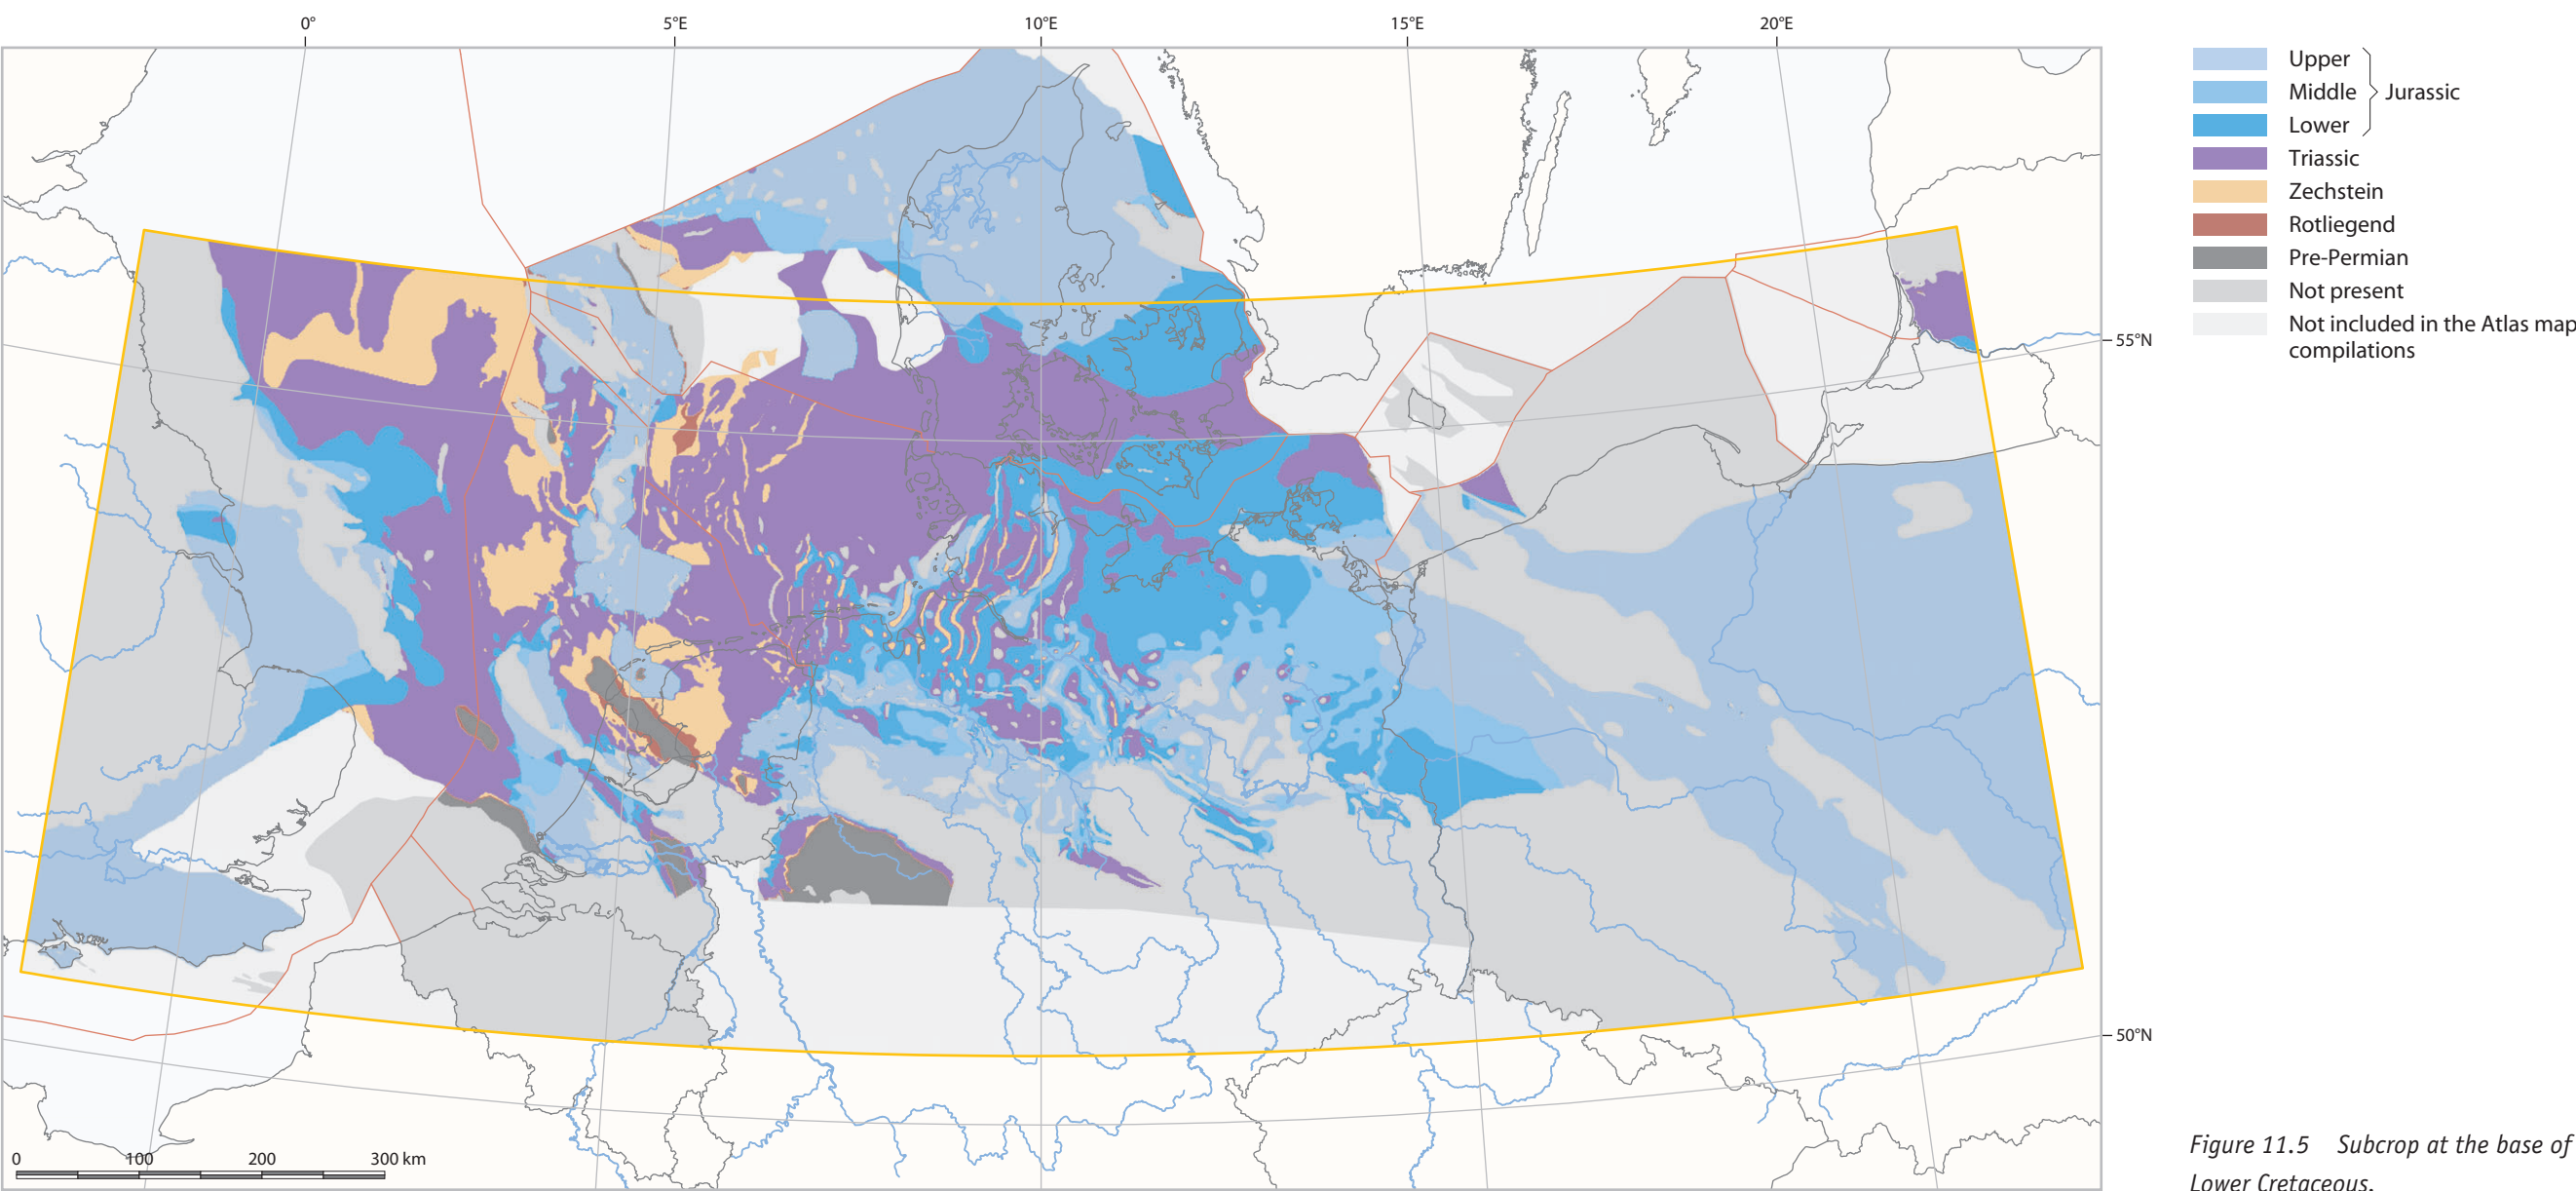 0°
5°E
10°E
15°E
20°E
55°N
50°N
0
100
200
300 km
Upper
Middle
Jurassic
Lower
Triassic
Zechstein
Rotliegend
Pre-Permian
Not present
Not included in the Atlas map
compilations
Figure 11.5 Subcrop at the base of
Lower Cretaceous.